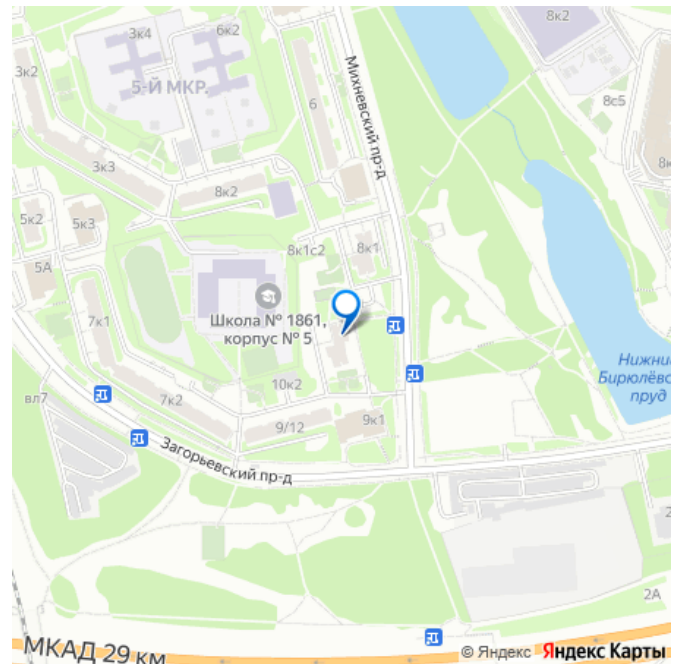 3к4
6к2
8к2
3к2
5-Й МКР.
6
Михневский пр-д
8с5
3к3
8к2
5к2
5к3
8к1с2
8к1
5А
Школа № 1861,
корпус № 5
7к1
Нижний
Бирюлёво
пруд
10к2
вл7
7к2
9/12
9к1
Загорьевский пр-д
2А
МКАД 29 км
© Яндекс Яндекс Карты